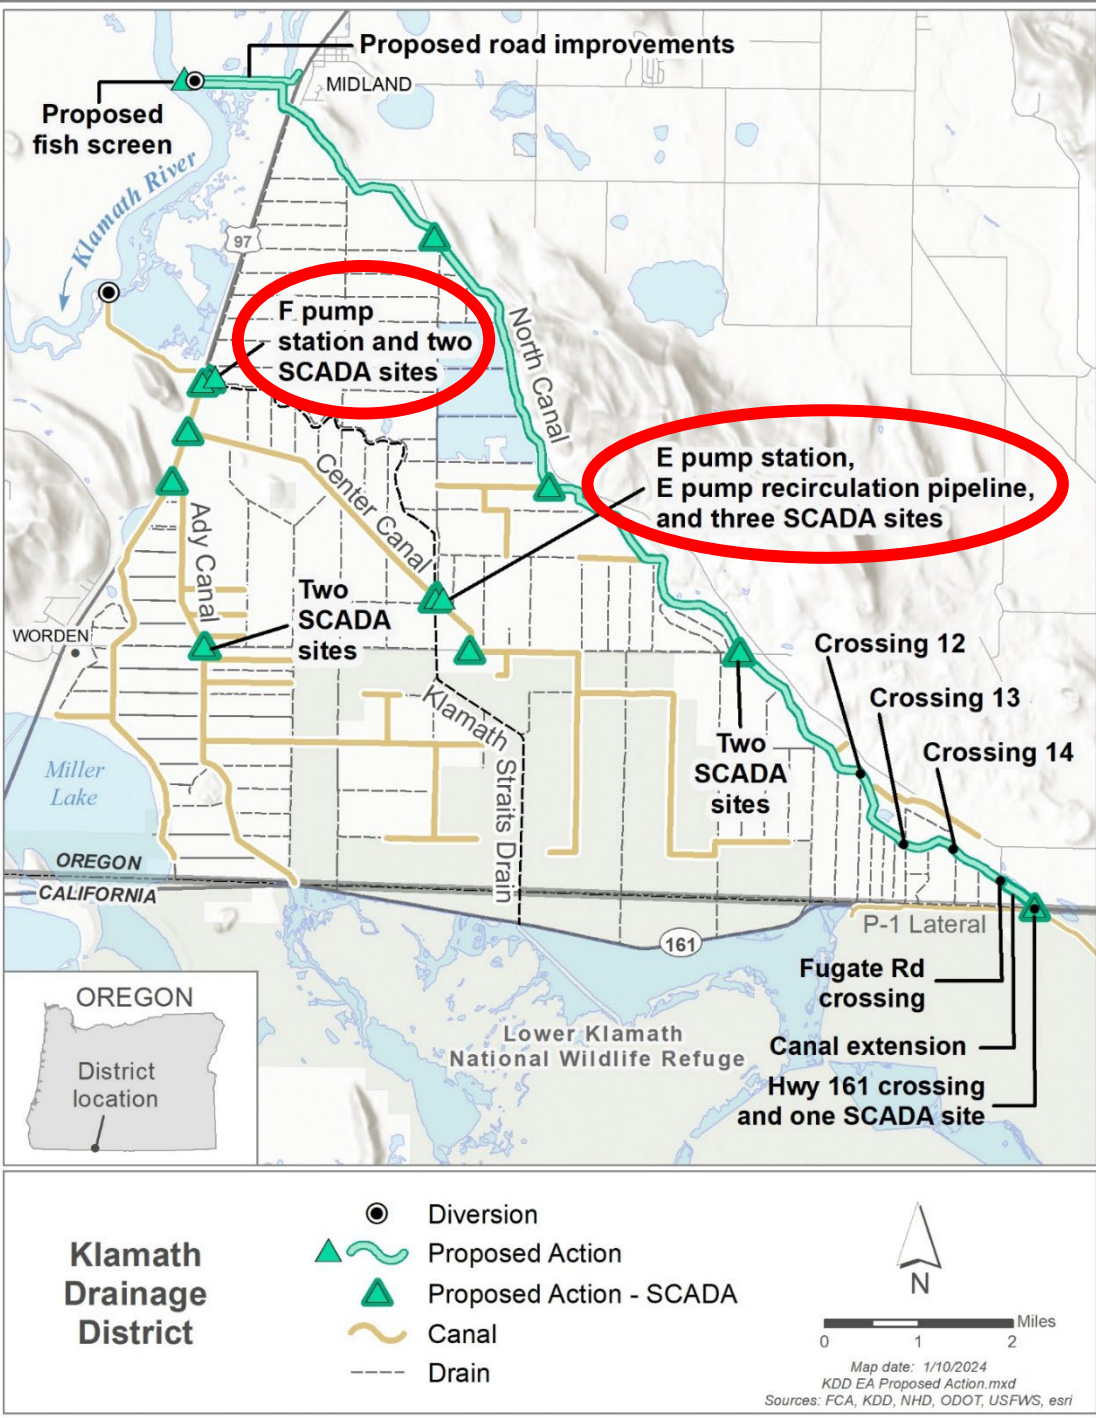 Proposed road improvements
MIDLAND
Proposed
fish screen
Klamath River
97
F pump
station and two
SCADA sites
North Canal
E pump station,
E pump recirculation pipeline,
and three SCADA sites
Center Canal
Ady Canal
Two
SCADA
sites
WORDEN
Crossing 12
Crossing 13
Crossing 14
Klamath Straits Drain
Two
SCADA
sites
Miller
Lake
OREGON
CALIFORNIA
161
P-1 Lateral
Fugate Rd
crossing
Canal extension
Hwy 161 crossing
and one SCADA site
Lower Klamath
National Wildlife Refuge
OREGON
District
location
Klamath
Drainage
District
Diversion
Proposed Action
Proposed Action - SCADA
Canal
Drain
N
Miles
0 1 2
Map date: 1/10/2024
KDD EA Proposed Action.mxd
Sources: FCA, KDD, NHD, ODOT, USFWS, esri